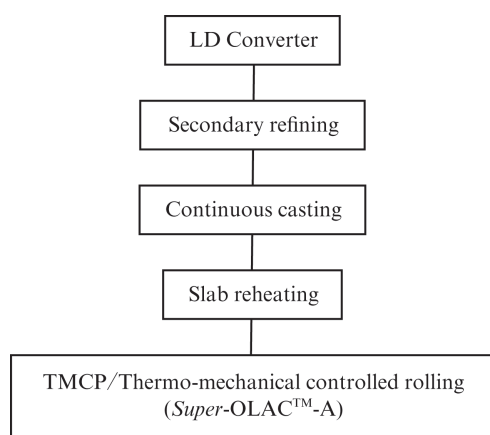 LD Converter
Secondary refining
Continuous casting
Slab reheating
TMCP/Thermo-mechanical controlled rolling
(Super-OLAC™-A)